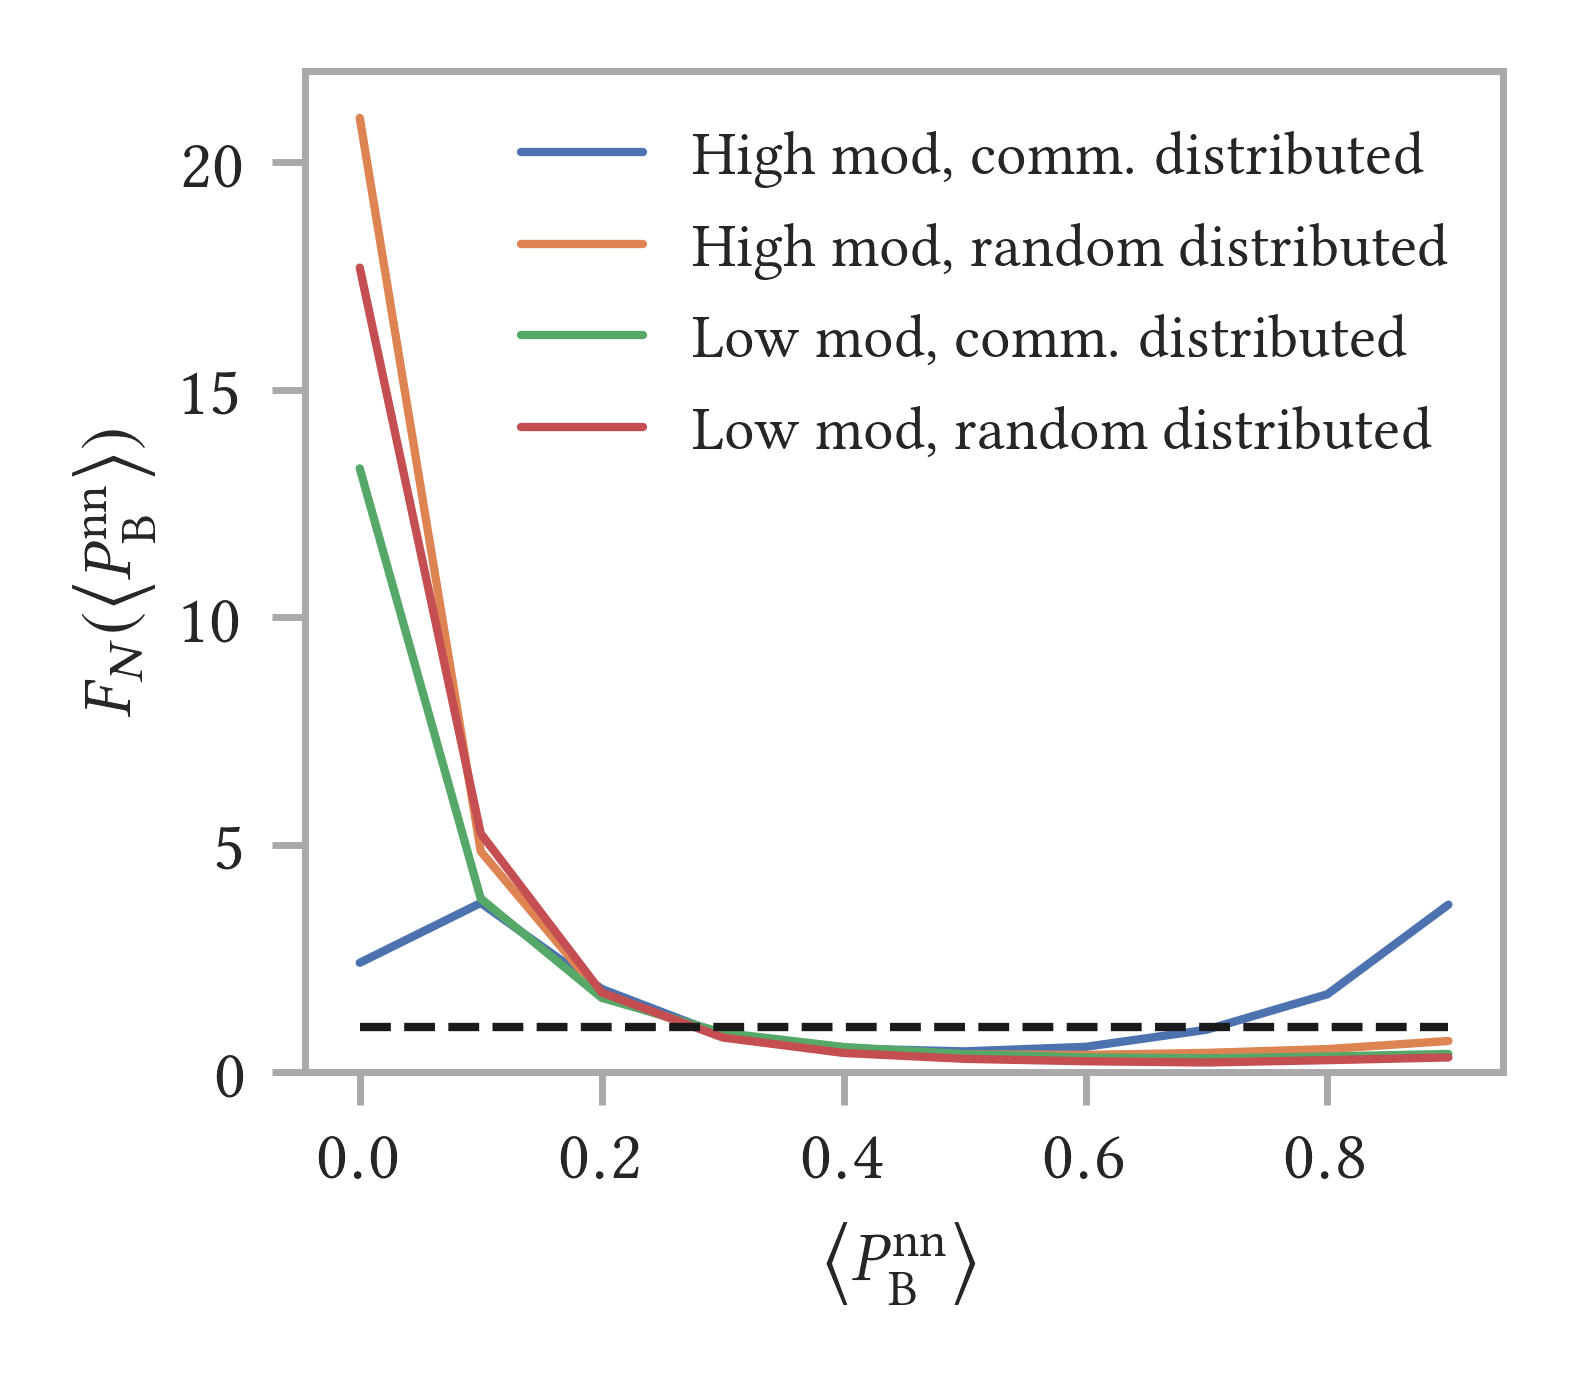 High mod, comm. distributed
High mod, random distributed
Low mod, comm. distributed
Low mod, random distributed
F_N(⟨P_B^nn⟩)
20
15
10
5
0
0.0 0.2 0.4 0.6 0.8
⟨P_B^nn⟩